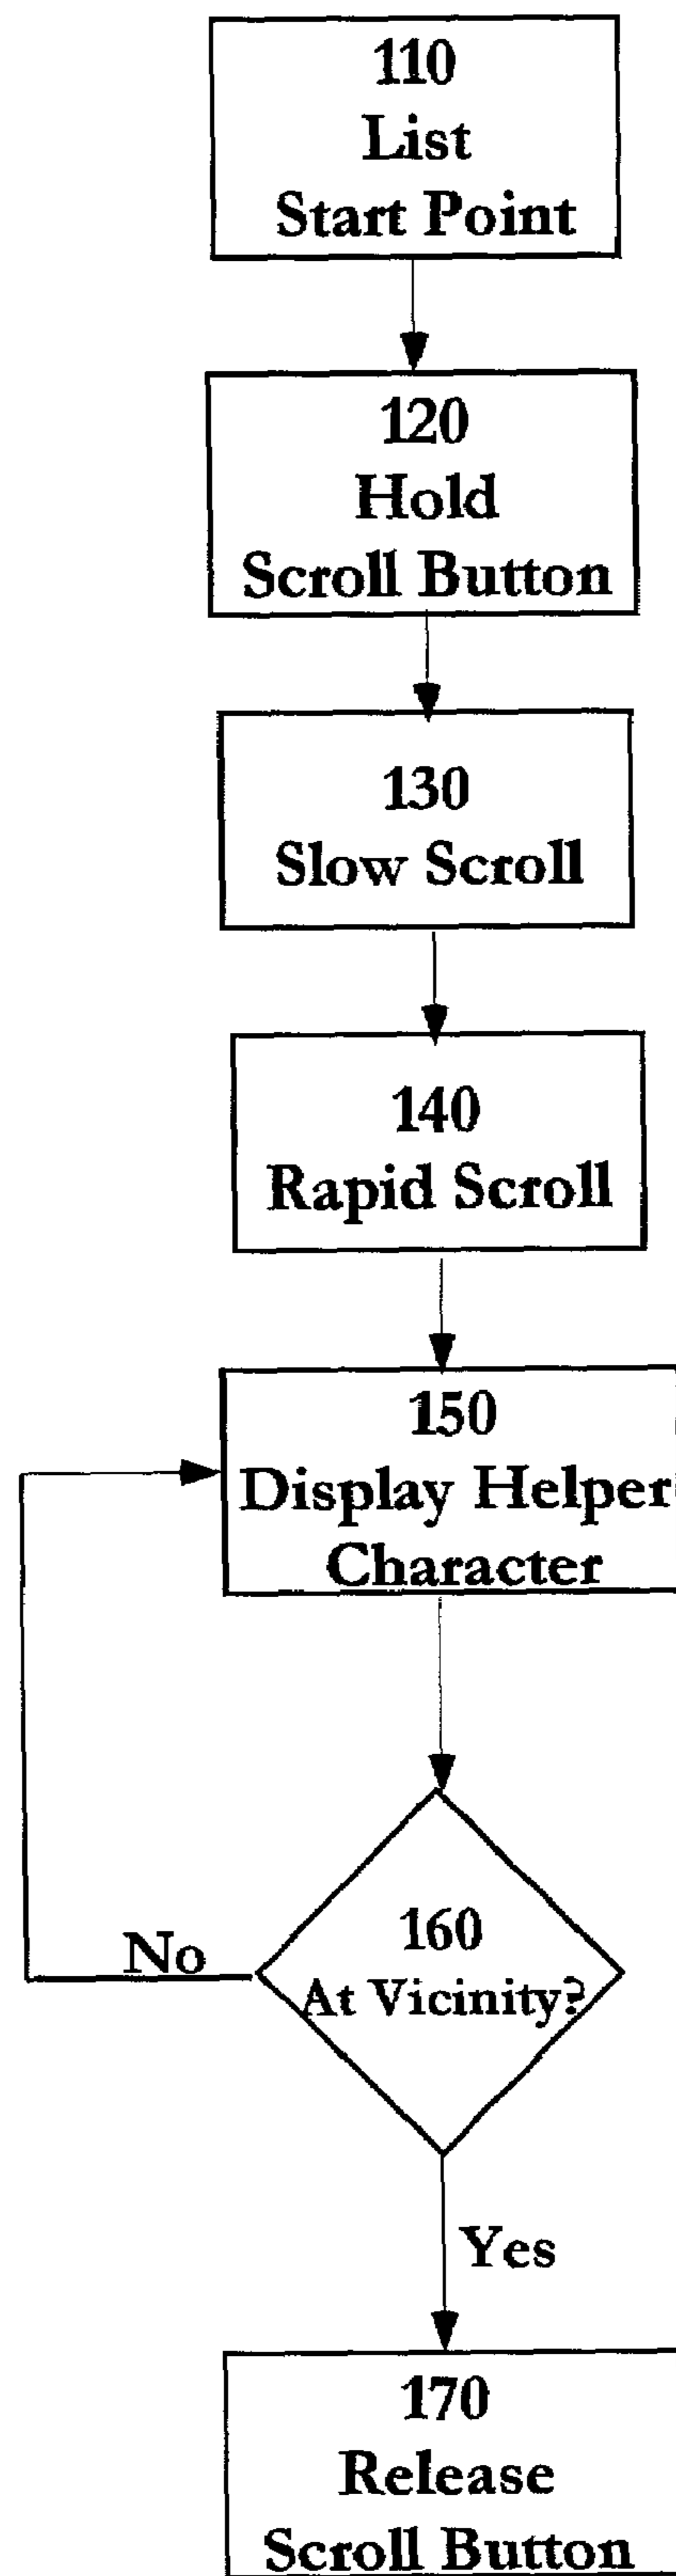 110
List
Start Point
120
Hold
Scroll Button
130
Slow Scroll
140
Rapid Scroll
150
Display Helper
Character
160
At Vicinity?
No
Yes
170
Release
Scroll Button